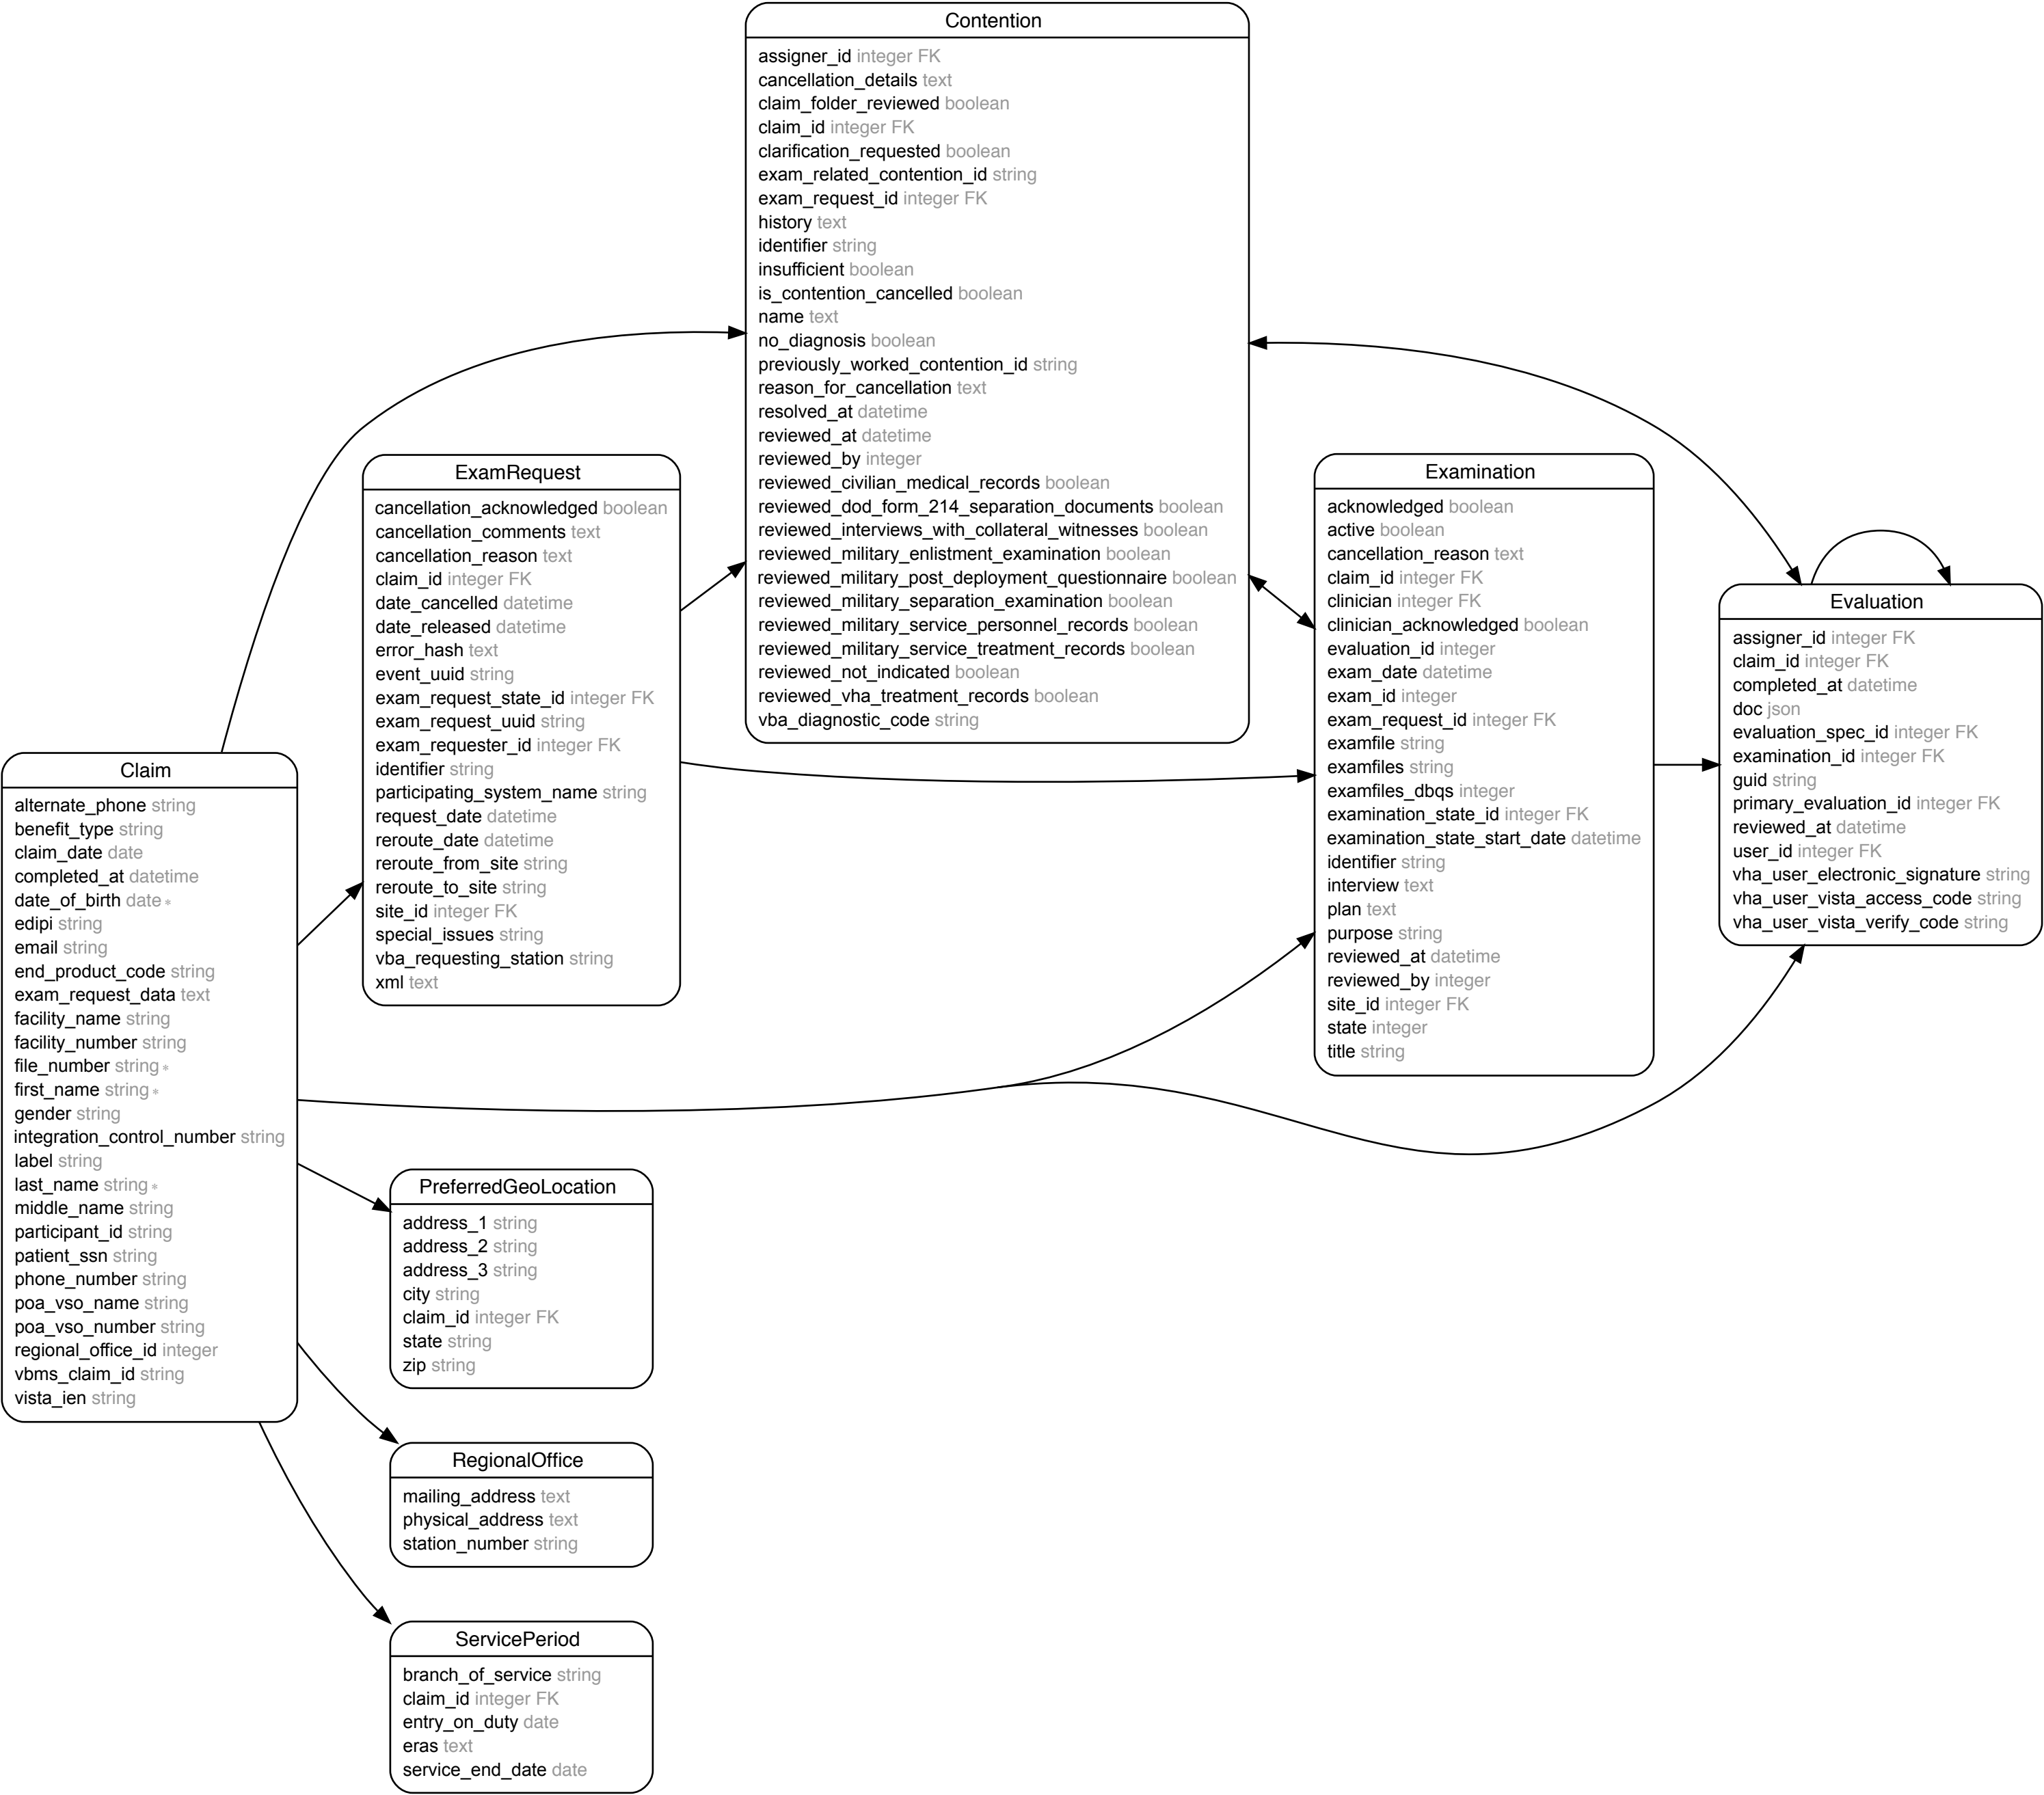 Contention
assigner_id integer FK
cancellation_details text
claim_folder_reviewed boolean
claim_id integer FK
clarification_requested boolean
exam_related_contention_id string
exam_request_id integer FK
history text
identifier string
insufficient boolean
is_contention_cancelled boolean
name text
no_diagnosis boolean
previously_worked_contention_id string
reason_for_cancellation text
resolved_at datetime
reviewed_at datetime
reviewed_by integer
reviewed_civilian_medical_records boolean
reviewed_dod_form_214_separation_documents boolean
reviewed_interviews_with_collateral_witnesses boolean
reviewed_military_enlistment_examination boolean
reviewed_military_post_deployment_questionnaire boolean
reviewed_military_separation_examination boolean
reviewed_military_service_personnel_records boolean
reviewed_military_service_treatment_records boolean
reviewed_not_indicated boolean
reviewed_vha_treatment_records boolean
vba_diagnostic_code string
ExamRequest
cancellation_acknowledged boolean
cancellation_comments text
cancellation_reason text
claim_id integer FK
date_cancelled datetime
date_released datetime
error_hash text
event_uuid string
exam_request_state_id integer FK
exam_request_uuid string
exam_requester_id integer FK
identifier string
participating_system_name string
request_date datetime
reroute_date datetime
reroute_from_site string
reroute_to_site string
site_id integer FK
special_issues string
vba_requesting_station string
xml text
Examination
acknowledged boolean
active boolean
cancellation_reason text
claim_id integer FK
clinician integer FK
clinician_acknowledged boolean
evaluation_id integer
exam_date datetime
exam_id integer
exam_request_id integer FK
examfile string
examfiles string
examfiles_dbqs integer
examination_state_id integer FK
examination_state_start_date datetime
identifier string
interview text
plan text
purpose string
reviewed_at datetime
reviewed_by integer
site_id integer FK
state integer
title string
Evaluation
assigner_id integer FK
claim_id integer FK
completed_at datetime
doc json
evaluation_spec_id integer FK
examination_id integer FK
guid string
primary_evaluation_id integer FK
reviewed_at datetime
user_id integer FK
vha_user_electronic_signature string
vha_user_vista_access_code string
vha_user_vista_verify_code string
Claim
alternate_phone string
benefit_type string
claim_date date
completed_at datetime
date_of_birth date *
edipi string
email string
end_product_code string
exam_request_data text
facility_name string
facility_number string
file_number string *
first_name string *
gender string
integration_control_number string
label string
last_name string *
middle_name string
participant_id string
patient_ssn string
phone_number string
poa_vso_name string
poa_vso_number string
regional_office_id integer
vbms_claim_id string
vista_ien string
PreferredGeoLocation
address_1 string
address_2 string
address_3 string
city string
claim_id integer FK
state string
zip string
RegionalOffice
mailing_address text
physical_address text
station_number string
ServicePeriod
branch_of_service string
claim_id integer FK
entry_on_duty date
eras text
service_end_date date